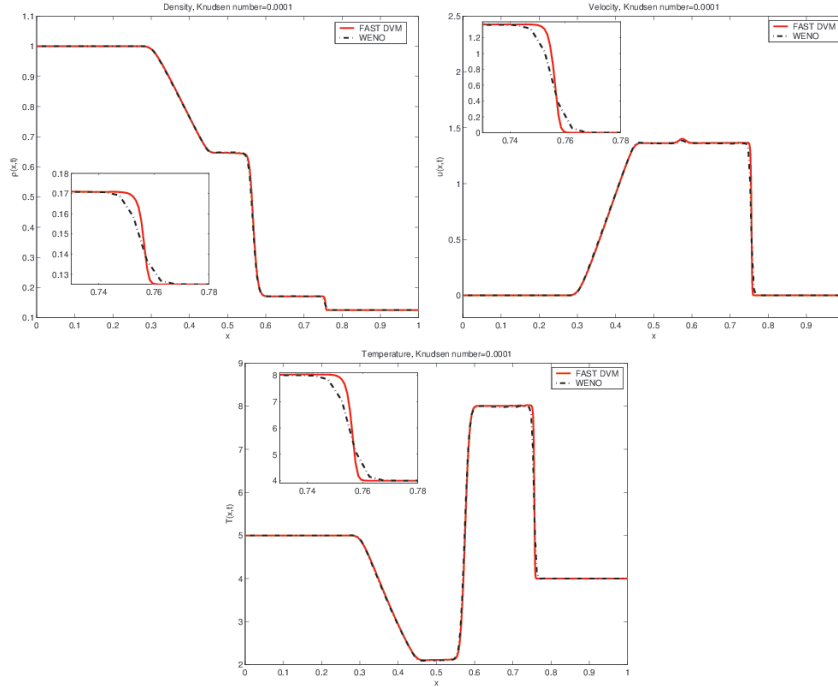 Density, Knudsen number=0.0001
1.1
1
0.9
0.8
0.7
0.6
0.5
0.4
0.3
0.2
0.1
ρ(x,t)
FAST DVM
WENO
0.18
0.17
0.16
0.15
0.14
0.13
0.74 0.76 0.78
0 0.1 0.2 0.3 0.4 0.5 0.6 0.7 0.8 0.9 1
x
Velocity, Knudsen number=0.0001
2.5
2
1.5
1
0.5
0
u(x,t)
FAST DVM
WENO
1.2
1
0.8
0.6
0.4
0.2
0
0.74 0.76 0.78
0 0.1 0.2 0.3 0.4 0.5 0.6 0.7 0.8 0.9
x
Temperature, Knudsen number=0.0001
9
8
7
6
5
4
3
2
T(x,t)
FAST DVM
WENO
8
7
6
5
4
0.74 0.76 0.78
0 0.1 0.2 0.3 0.4 0.5 0.6 0.7 0.8 0.9 1
x